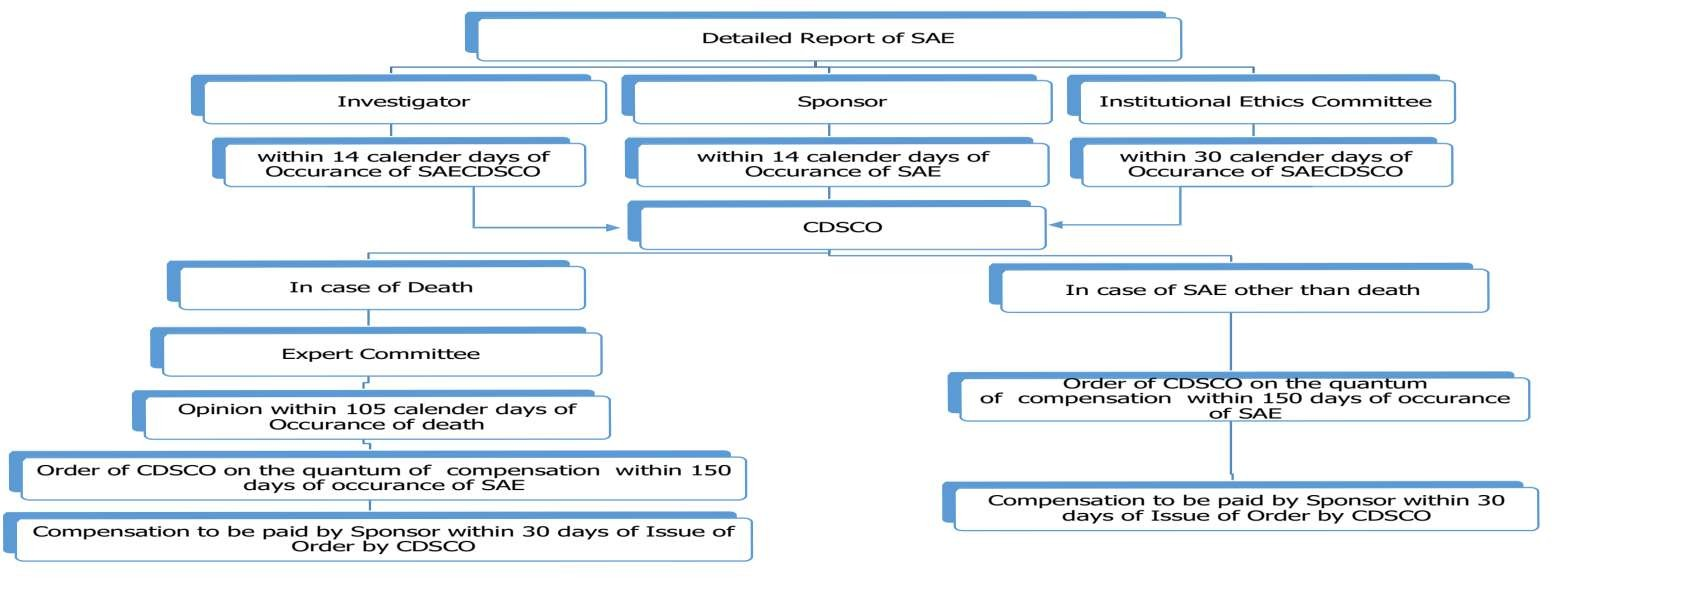 Detailed Report of SAE
Investigator
Sponsor
Institutional Ethics Committee
within 14 calender days of
Occurance of SAECDSCO
within 14 calender days of
Occurance of SAE
within 30 calender days of
Occurance of SAECDSCO
CDSCO
In case of Death
In case of SAE other than death
Expert Committee
Opinion within 105 calender days of
Occurance of death
Order of CDSCO on the quantum
of compensation within 150 days of occurance
of SAE
Order of CDSCO on the quantum of compensation within 150
days of occurance of SAE
Compensation to be paid by Sponsor within 30
days of Issue of Order by CDSCO
Compensation to be paid by Sponsor within 30 days of Issue of
Order by CDSCO